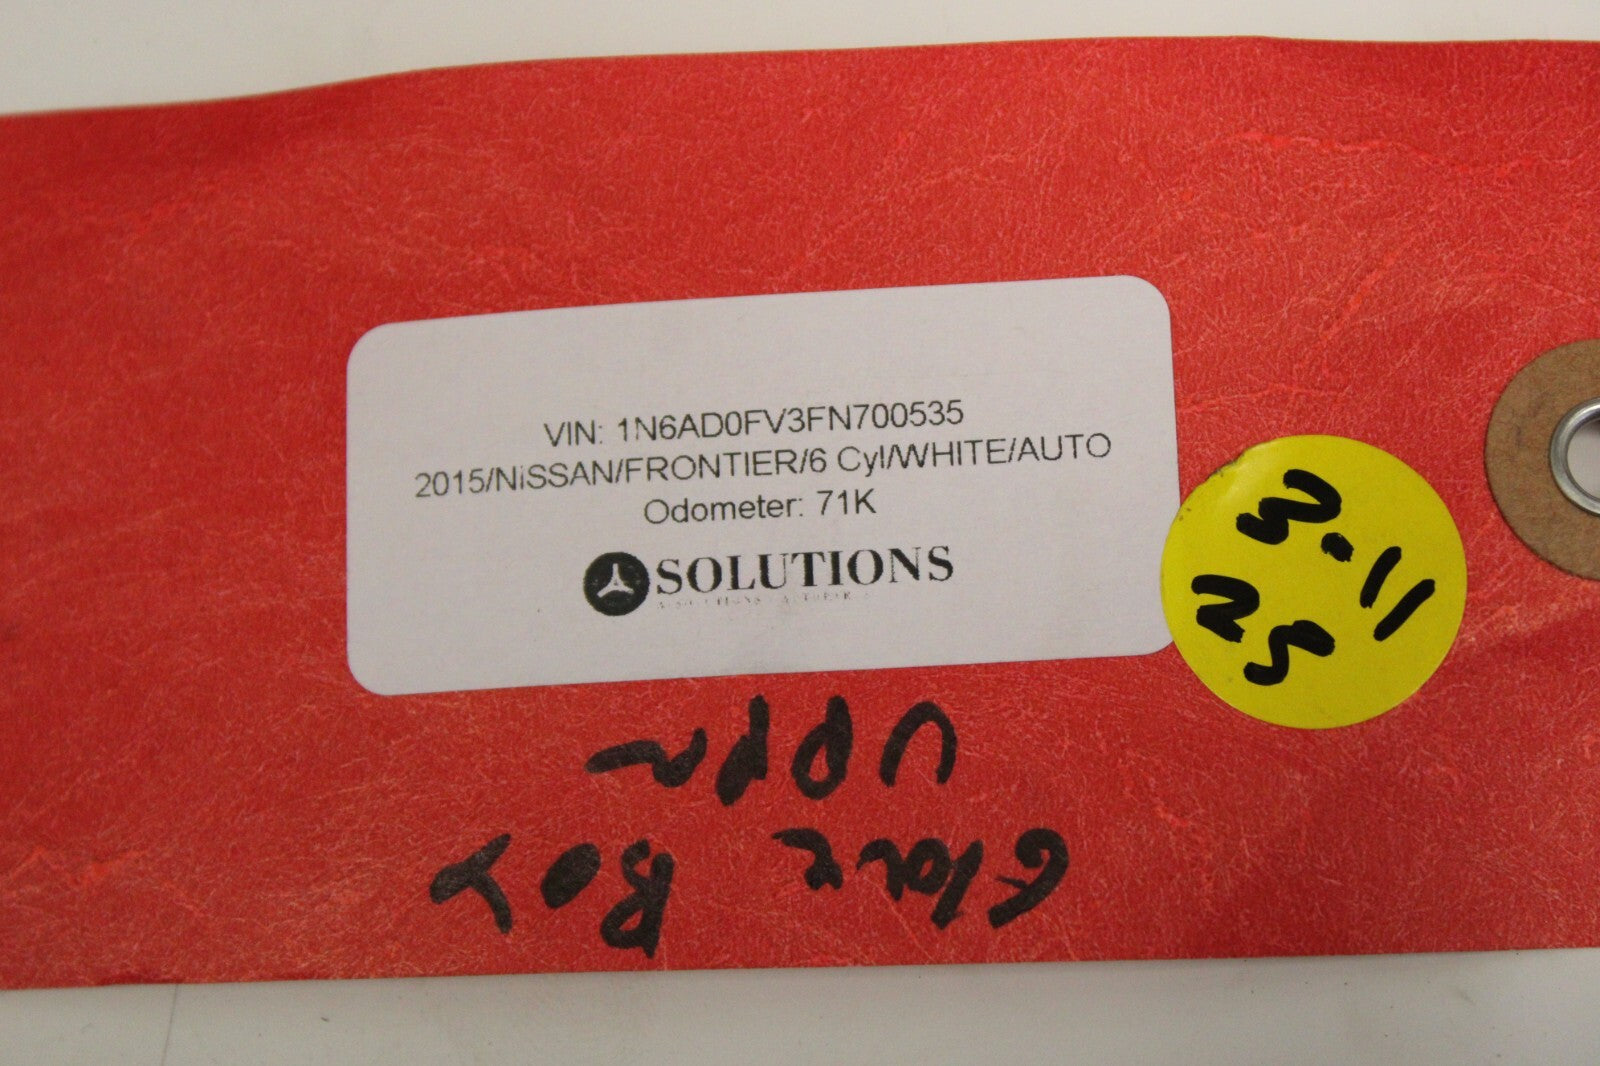 VIN: 1N6AD0FV3FN700535
2015/NiSSAN/FRONTIER/6 Cyl/WHITE/AUTO
Odometer: 71K
SOLUTIONS
3-11
25
Glove Box
Upper